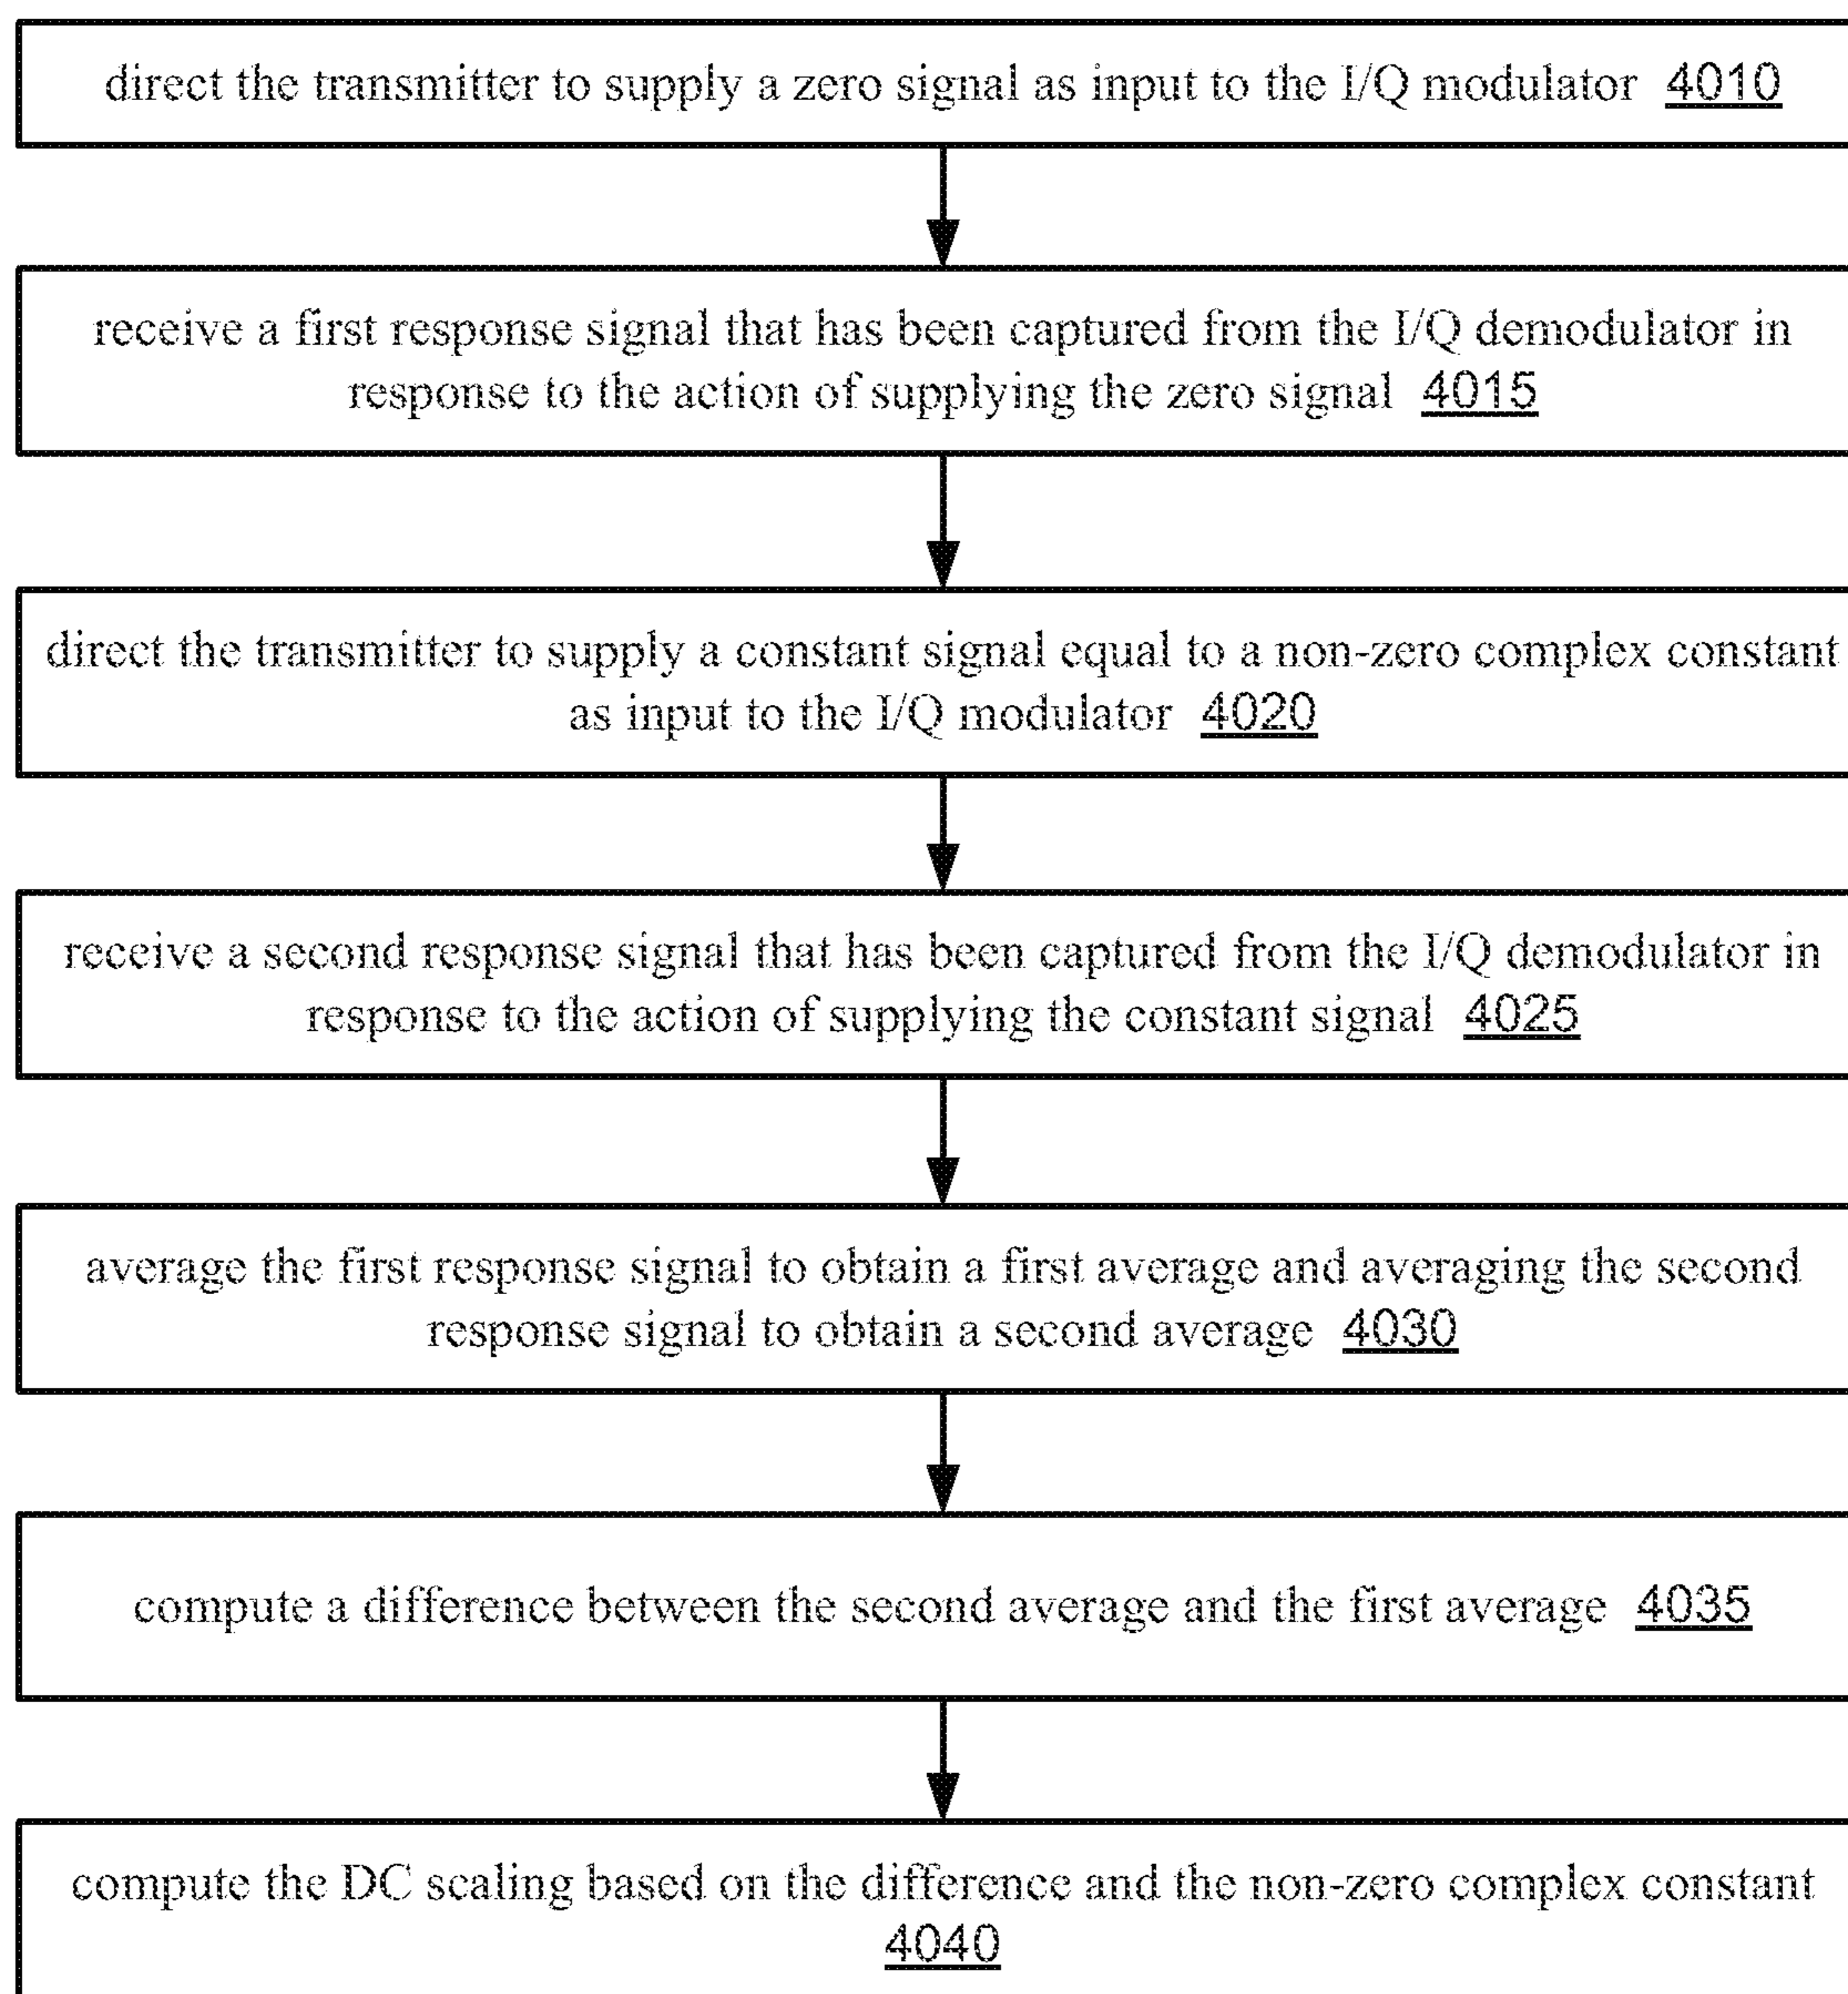 direct the transmitter to supply a zero signal as input to the I/Q modulator 4010
receive a first response signal that has been captured from the I/Q demodulator in
response to the action of supplying the zero signal 4015
direct the transmitter to supply a constant signal equal to a non-zero complex constant
as input to the I/Q modulator 4020
receive a second response signal that has been captured from the I/Q demodulator in
response to the action of supplying the constant signal 4025
average the first response signal to obtain a first average and averaging the second
response signal to obtain a second average 4030
compute a difference between the second average and the first average 4035
compute the DC scaling based on the difference and the non-zero complex constant
4040